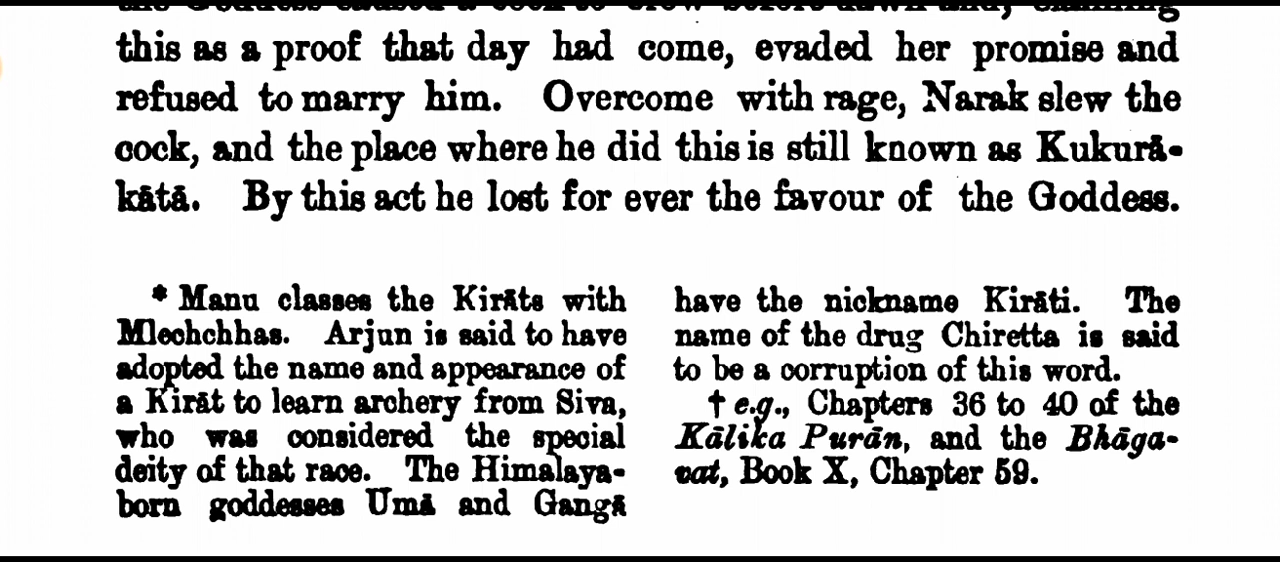 this as a proof that day had come, evaded her promise and
refused to marry him. Overcome with rage, Narak slew the
cock, and the place where he did this is still known as Kukurā-
kātā. By this act he lost for ever the favour of the Goddess.
* Manu classes the Kirāts with
Mlechchhas. Arjun is said to have
adopted the name and appearance of
a Kirāt to learn archery from Siva,
who was considered the special
deity of that race. The Himalaya-
born goddesses Umā and Gangā
have the nickname Kirāti. The
name of the drug Chiretta is said
to be a corruption of this word.
† e.g., Chapters 36 to 40 of the
Kālika Purān, and the Bhāga-
vat, Book X, Chapter 59.